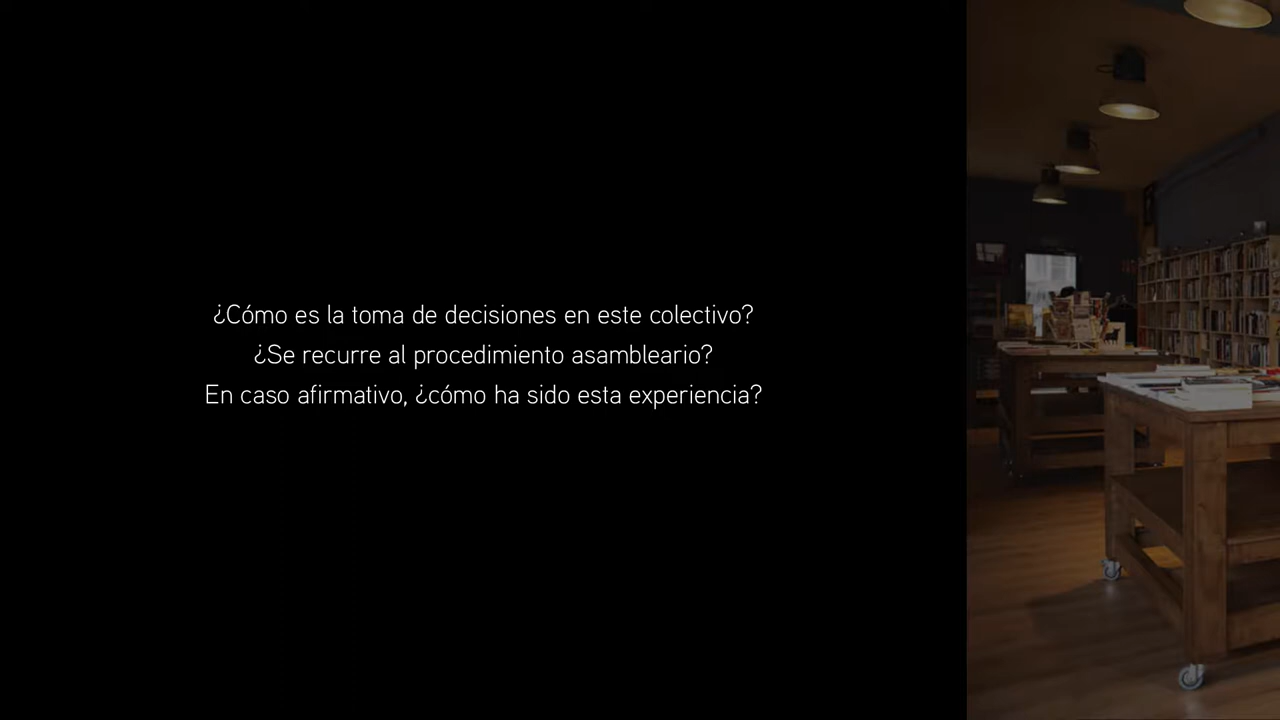 ¿Cómo es la toma de decisiones en este colectivo?
¿Se recurre al procedimiento asambleario?
En caso afirmativo, ¿cómo ha sido esta experiencia?